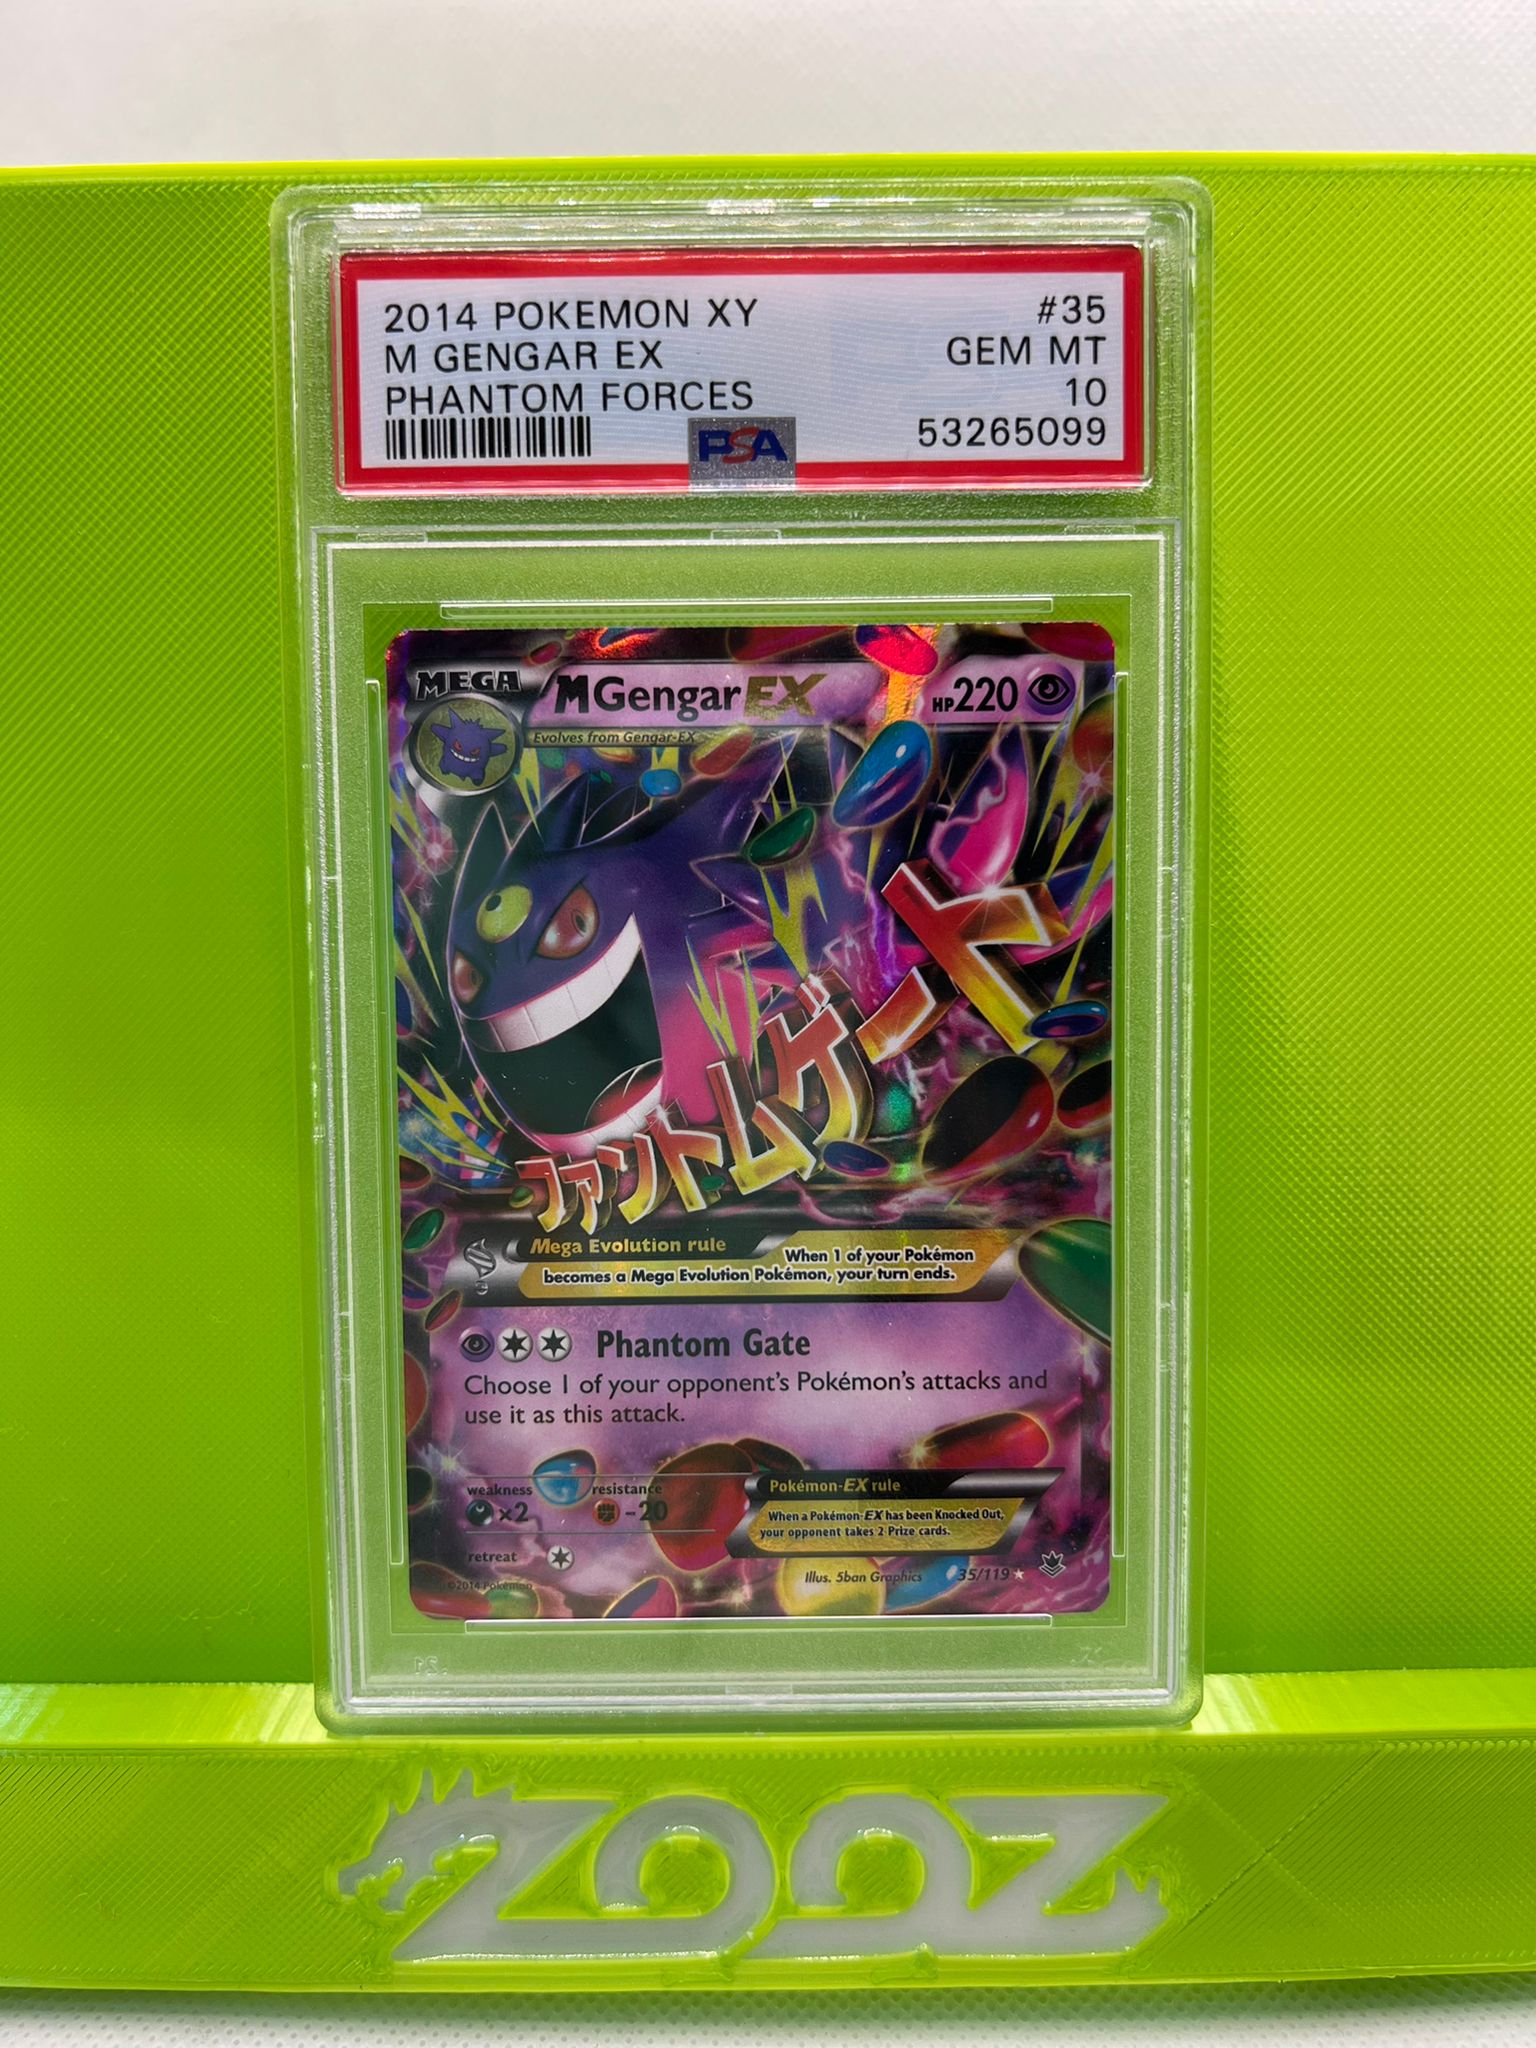 2014 POKEMON XY #35
M GENGAR EX GEM MT
PHANTOM FORCES 10
PSA 53265099
MEGA MGengarEX HP220
Evolves from Gengar-EX
ファントムゲート
Mega Evolution rule When 1 of your Pokémon
becomes a Mega Evolution Pokémon, your turn ends.
Phantom Gate
Choose 1 of your opponent's Pokémon's attacks and
use it as this attack.
weakness resistance
×2 -20
Pokémon-EX rule
When a Pokémon-EX has been Knocked Out,
your opponent takes 2 Prize cards.
retreat
Illus. 5ban Graphics 35/119
©2014 Pokémon
ZOOZ